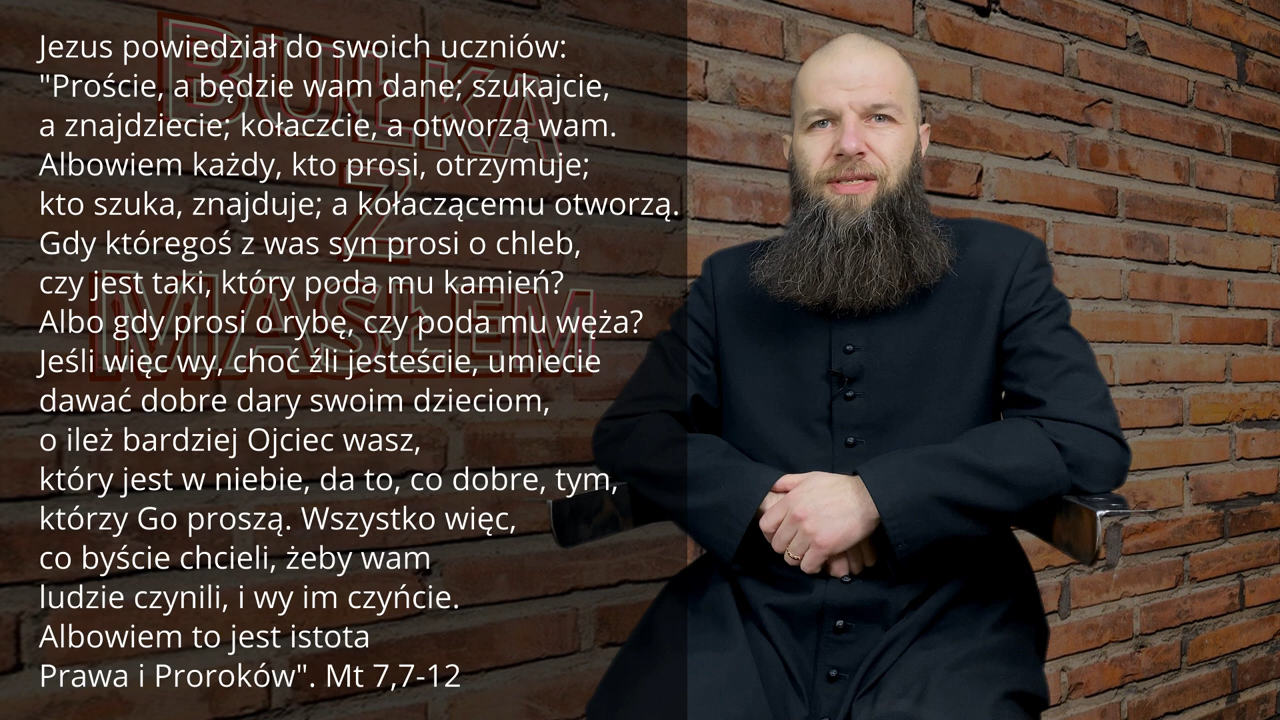 Jezus powiedział do swoich uczniów:
"Proście, a będzie wam dane; szukajcie,
a znajdziecie; kołaczcie, a otworzą wam.
Albowiem każdy, kto prosi, otrzymuje;
kto szuka, znajduje; a kołaczącemu otworzą.
Gdy któregoś z was syn prosi o chleb,
czy jest taki, który poda mu kamień?
Albo gdy prosi o rybę, czy poda mu węża?
Jeśli więc wy, choć źli jesteście, umiecie
dawać dobre dary swoim dzieciom,
o ileż bardziej Ojciec wasz,
który jest w niebie, da to, co dobre, tym,
którzy Go proszą. Wszystko więc,
co byście chcieli, żeby wam
ludzie czynili, i wy im czyńcie.
Albowiem to jest istota
Prawa i Proroków". Mt 7,7-12
BUŁKA
Z
MASŁEM